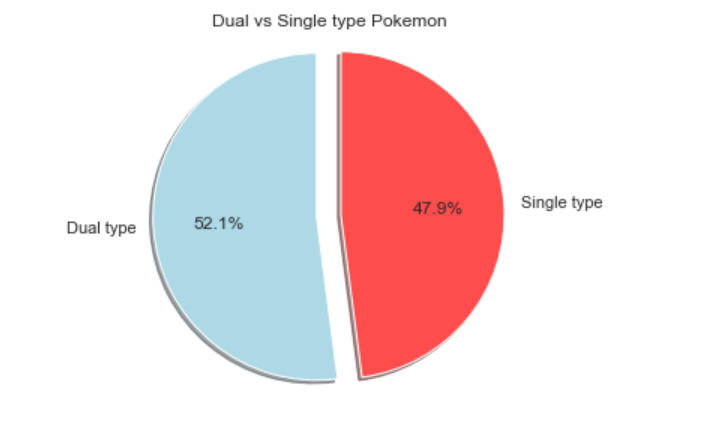 Dual vs Single type Pokemon
Single type
47.9%
52.1%
Dual type